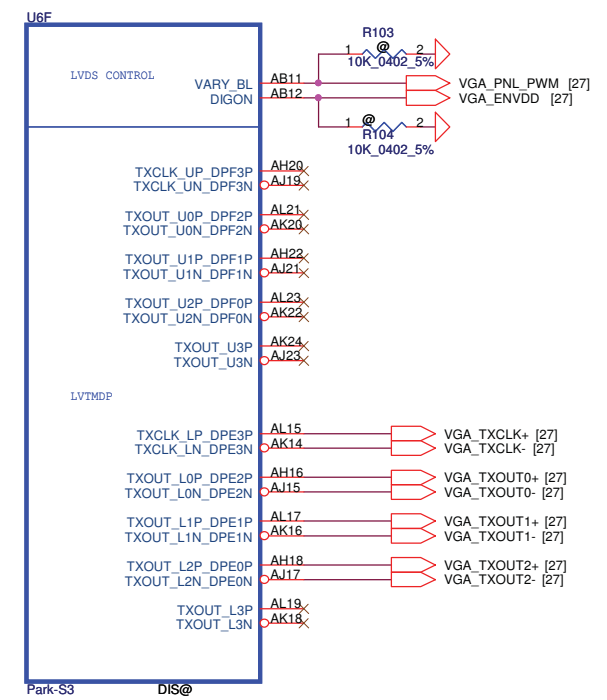 U6F
R103
@
1 2
10K_0402_5%
LVDS CONTROL
VARY_BL AB11 VGA_PNL_PWM [27]
DIGON AB12 VGA_ENVDD [27]
@
1 2
R104
10K_0402_5%
TXCLK_UP_DPF3P AH20
TXCLK_UN_DPF3N AJ19
TXOUT_U0P_DPF2P AL21
TXOUT_U0N_DPF2N AK20
TXOUT_U1P_DPF1P AH22
TXOUT_U1N_DPF1N AJ21
TXOUT_U2P_DPF0P AL23
TXOUT_U2N_DPF0N AK22
TXOUT_U3P AK24
TXOUT_U3N AJ23
LVTMDP
TXCLK_LP_DPE3P AL15 VGA_TXCLK+ [27]
TXCLK_LN_DPE3N AK14 VGA_TXCLK- [27]
TXOUT_L0P_DPE2P AH16 VGA_TXOUT0+ [27]
TXOUT_L0N_DPE2N AJ15 VGA_TXOUT0- [27]
TXOUT_L1P_DPE1P AL17 VGA_TXOUT1+ [27]
TXOUT_L1N_DPE1N AK16 VGA_TXOUT1- [27]
TXOUT_L2P_DPE0P AH18 VGA_TXOUT2+ [27]
TXOUT_L2N_DPE0N AJ17 VGA_TXOUT2- [27]
TXOUT_L3P AL19
TXOUT_L3N AK18
Park-S3 DIS@